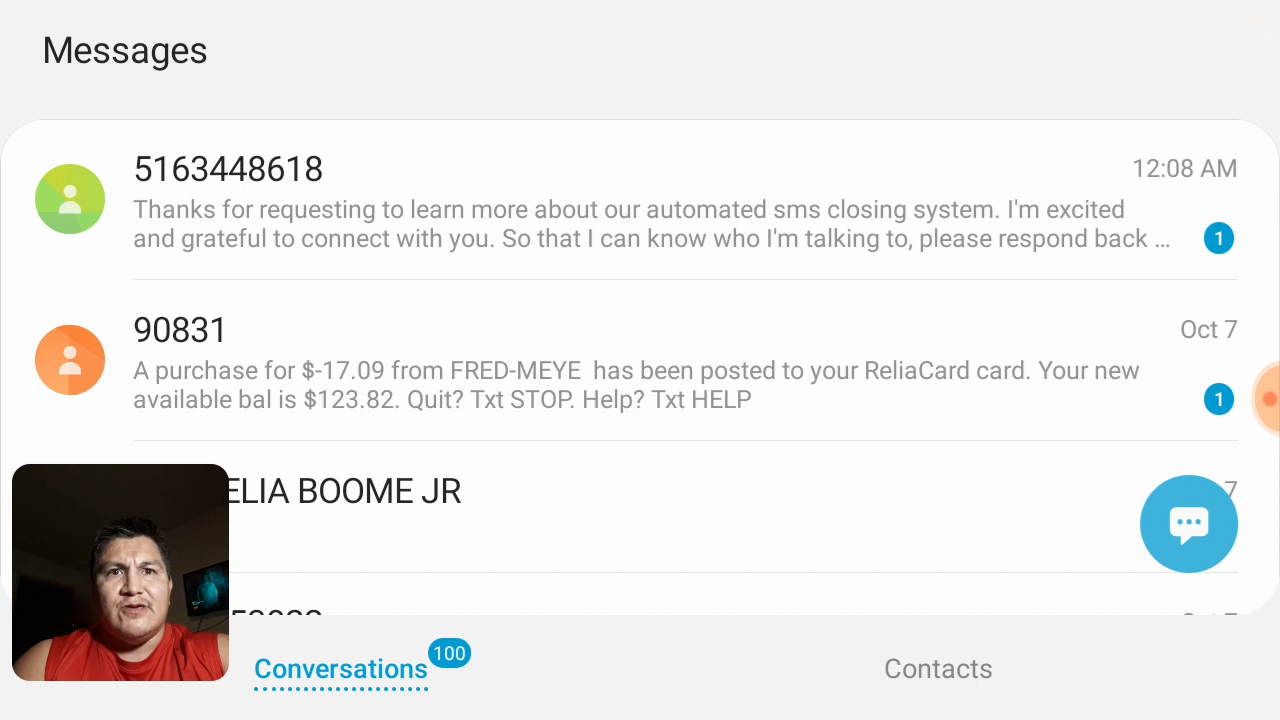 Messages
5163448618
12:08 AM
Thanks for requesting to learn more about our automated sms closing system. I'm excited
and grateful to connect with you. So that I can know who I'm talking to, please respond back ...
1
90831
Oct 7
A purchase for $-17.09 from FRED-MEYE  has been posted to your ReliaCard card. Your new
available bal is $123.82. Quit? Txt STOP. Help? Txt HELP
1
ELIA BOOME JR
7
Conversations
100
Contacts